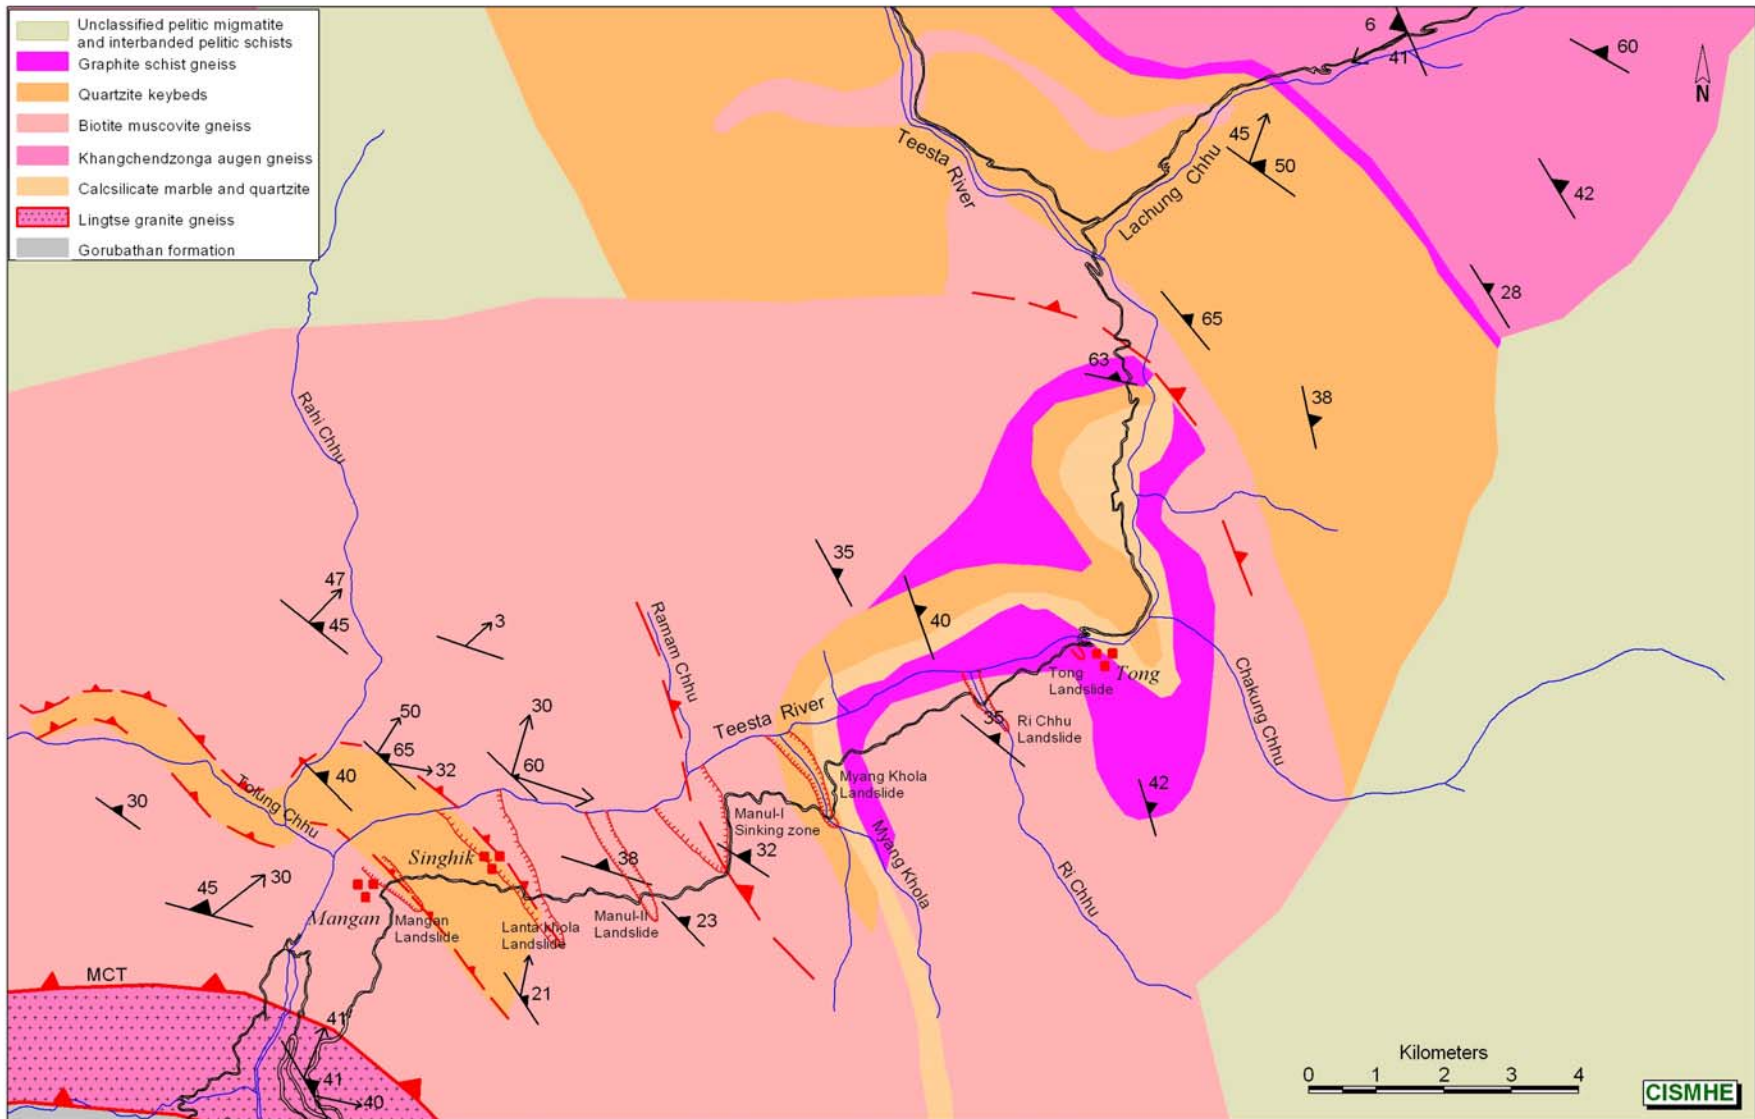 Unclassified pelitic migmatite
and interbanded pelitic schists
Graphite schist gneiss
Quartzite keybeds
Biotite muscovite gneiss
Khangchendzonga augen gneiss
Calcsilicate marble and quartzite
Lingtse granite gneiss
Gorubathan formation
6
41
60
N
Teesta River
45
50
Lachung Chhu
42
28
65
63
38
Rahi Chhu
35
47
45
3
40
Ramam Chhu
Tong
Landslide
Tong
Chakung Chhu
50
65
32
30
60
Teesta River
35
Ri Chhu
Landslide
40
Tolung Chhu
30
Myang Khola
Landslide
42
Manul-I
Sinking zone
Myang Khola
Singhik
38
32
Ri Chhu
45
30
Mangan
Mangan
Landslide
Lanta khola
Landslide
Manul-II
Landslide
23
MCT
21
41
41
40
Kilometers
0 1 2 3 4
CISMHE